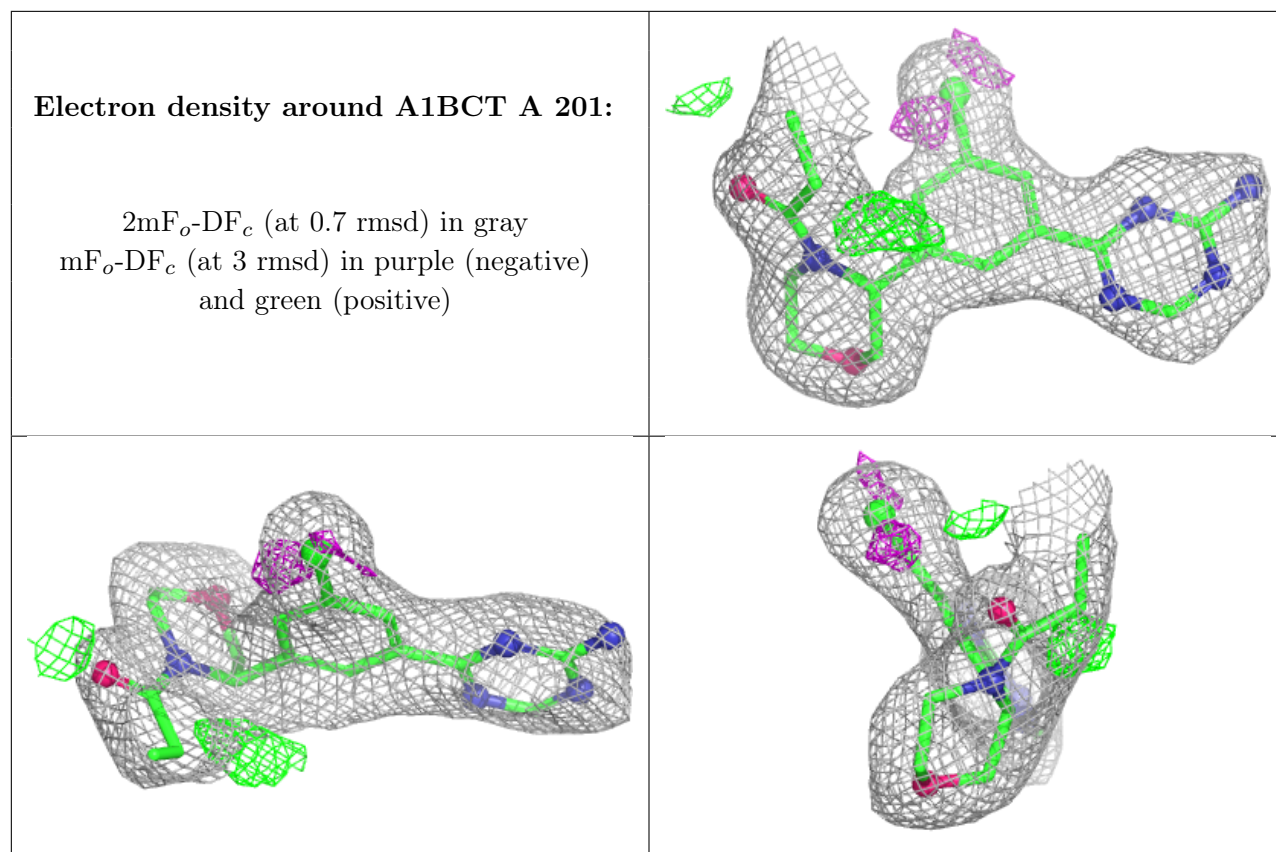 Electron density around A1BCT A 201:
2mFo-DFc (at 0.7 rmsd) in gray
mFo-DFc (at 3 rmsd) in purple (negative)
and green (positive)